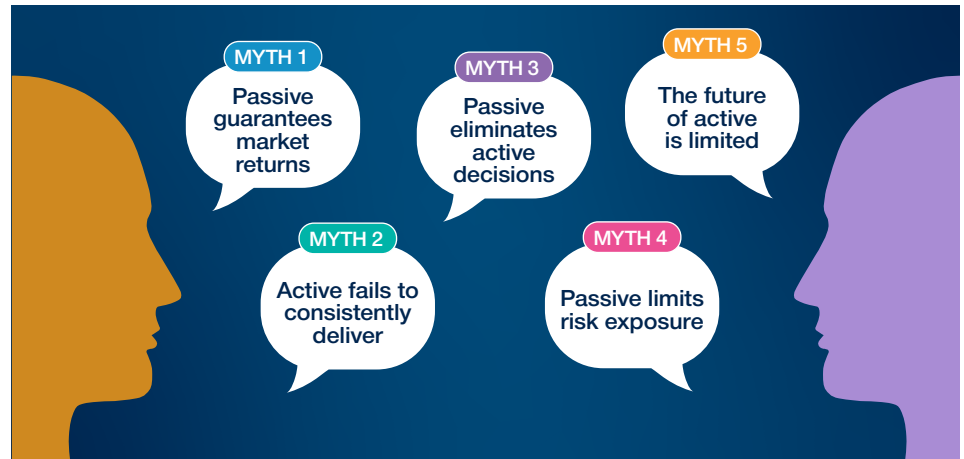 MYTH 1
Passive
guarantees
market
returns
MYTH 2
Active fails to
consistently
deliver
MYTH 3
Passive
eliminates
active
decisions
MYTH 4
Passive limits
risk exposure
MYTH 5
The future
of active
is limited